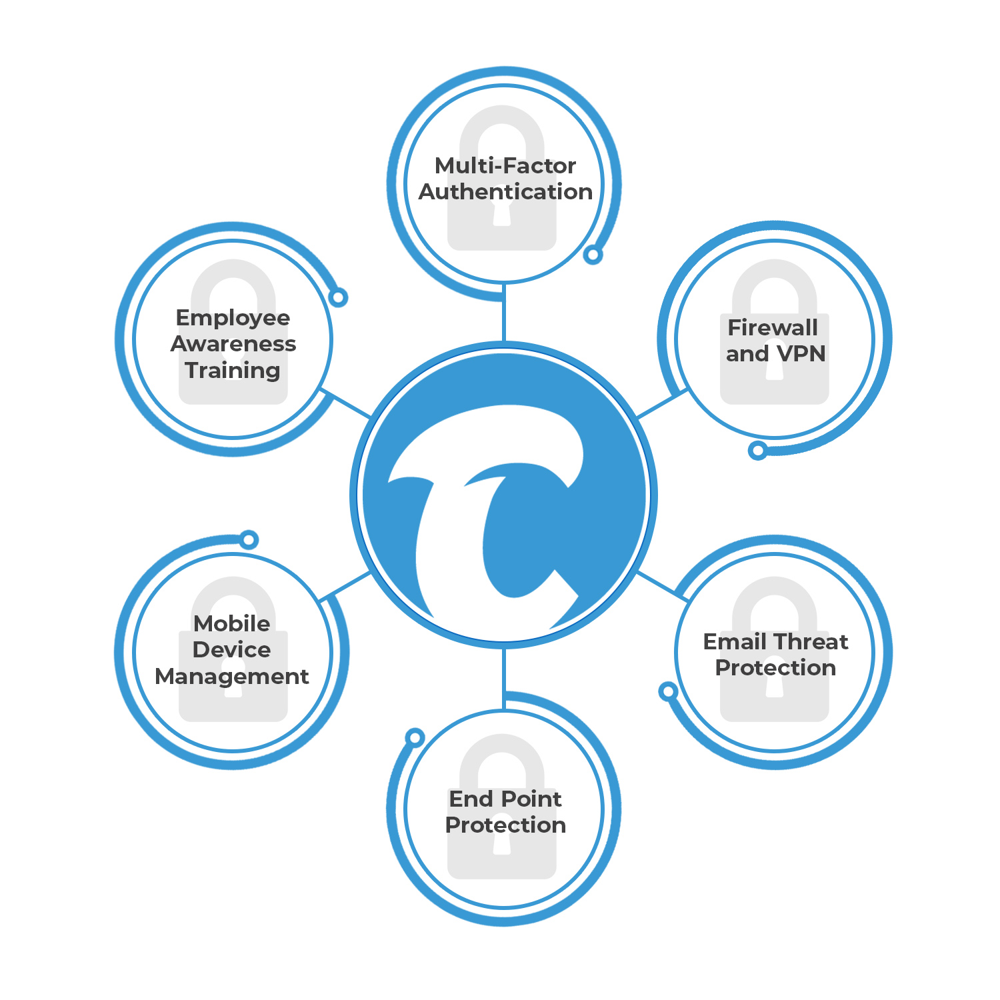 Multi-Factor
Authentication
Firewall
and VPN
Email Threat
Protection
End Point
Protection
Mobile
Device
Management
Employee
Awareness
Training